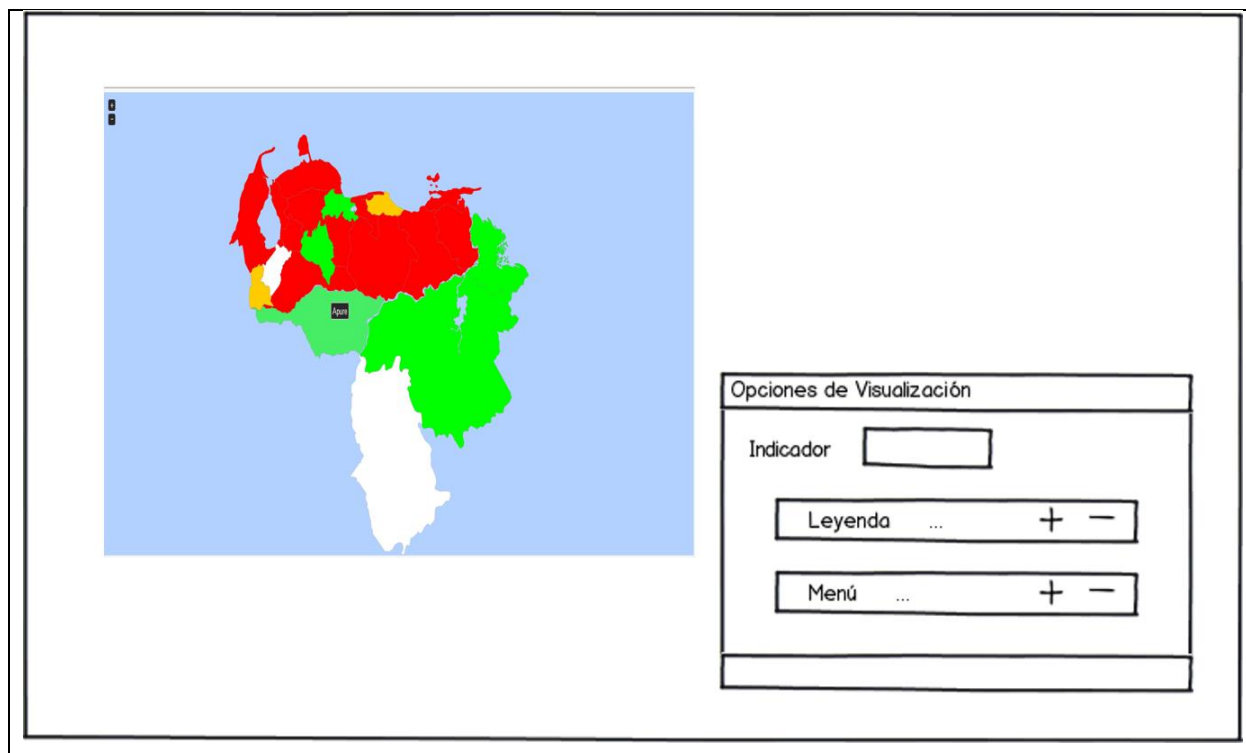 +
-
Apure
Opciones de Visualización
Indicador
Leyenda ... + −
Menú ... + −